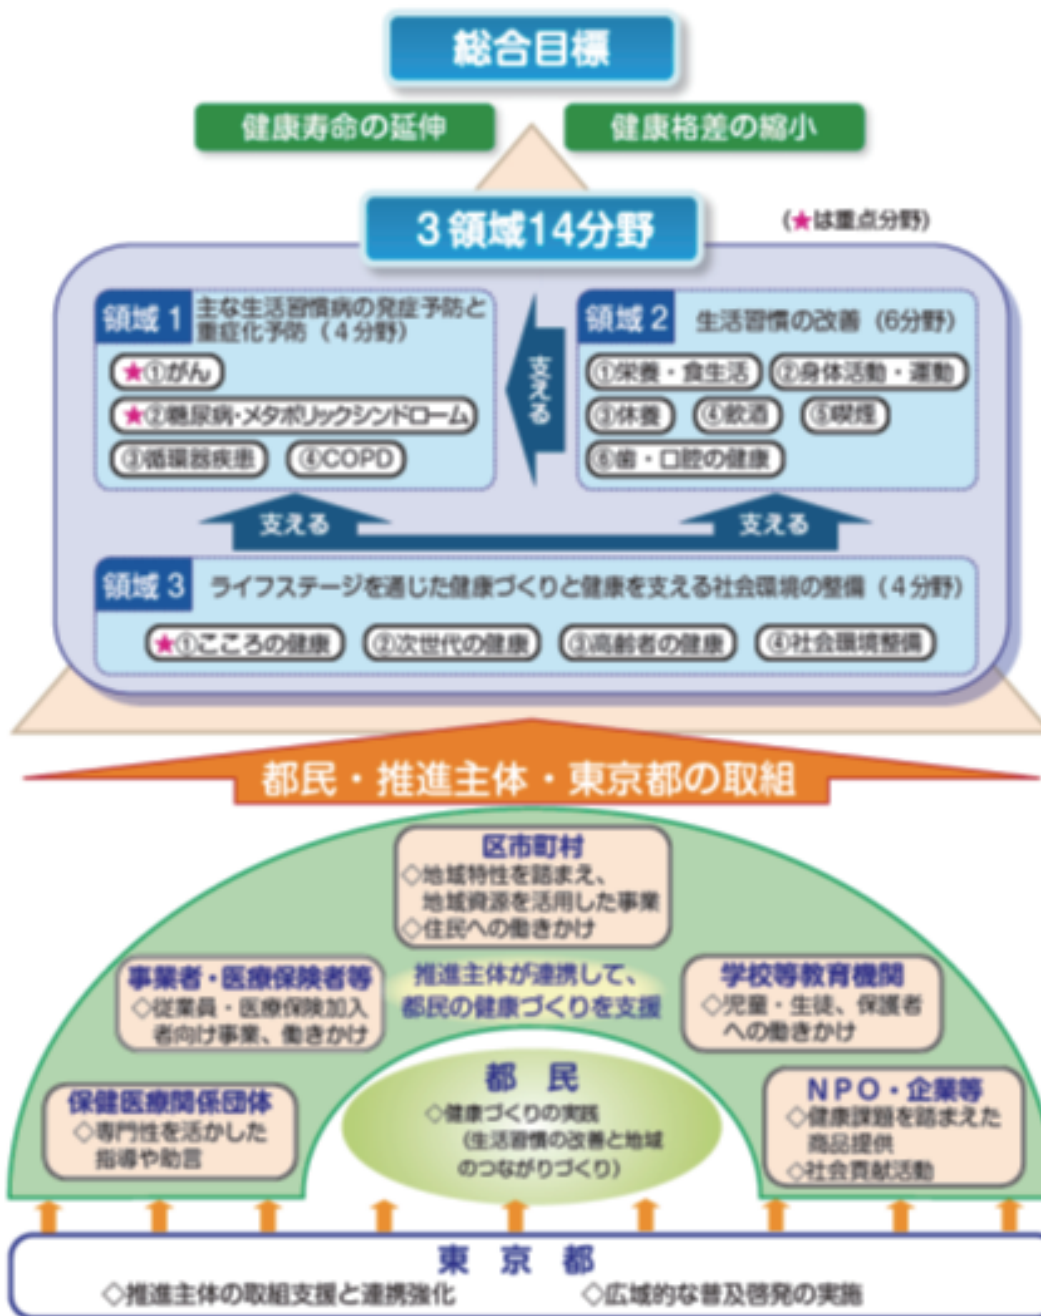 総合目標
健康寿命の延伸
健康格差の縮小
3領域14分野
(★は重点分野)
領域1
主な生活習慣病の発症予防と
重症化予防(4分野)
★①がん
★②糖尿病・メタボリックシンドローム
③循環器疾患
④COPD
支える
領域2
生活習慣の改善(6分野)
①栄養・食生活
②身体活動・運動
③休養
④飲酒
⑤喫煙
⑥歯・口腔の健康
支える
支える
領域3
ライフステージを通じた健康づくりと健康を支える社会環境の整備(4分野)
★①こころの健康
②次世代の健康
③高齢者の健康
④社会環境整備
都民・推進主体・東京都の取組
区市町村
◇地域特性を踏まえ、
地域資源を活用した事業
◇住民への働きかけ
事業者・医療保険者等
◇従業員・医療保険加入
者向け事業、働きかけ
推進主体が連携して、
都民の健康づくりを支援
学校等教育機関
◇児童・生徒、保護者
への働きかけ
保健医療関係団体
◇専門性を活かした
指導や助言
都 民
◇健康づくりの実践
(生活習慣の改善と地域
のつながりづくり)
NPO・企業等
◇健康課題を踏まえた
商品提供
◇社会貢献活動
東 京 都
◇推進主体の取組支援と連携強化
◇広域的な普及啓発の実施